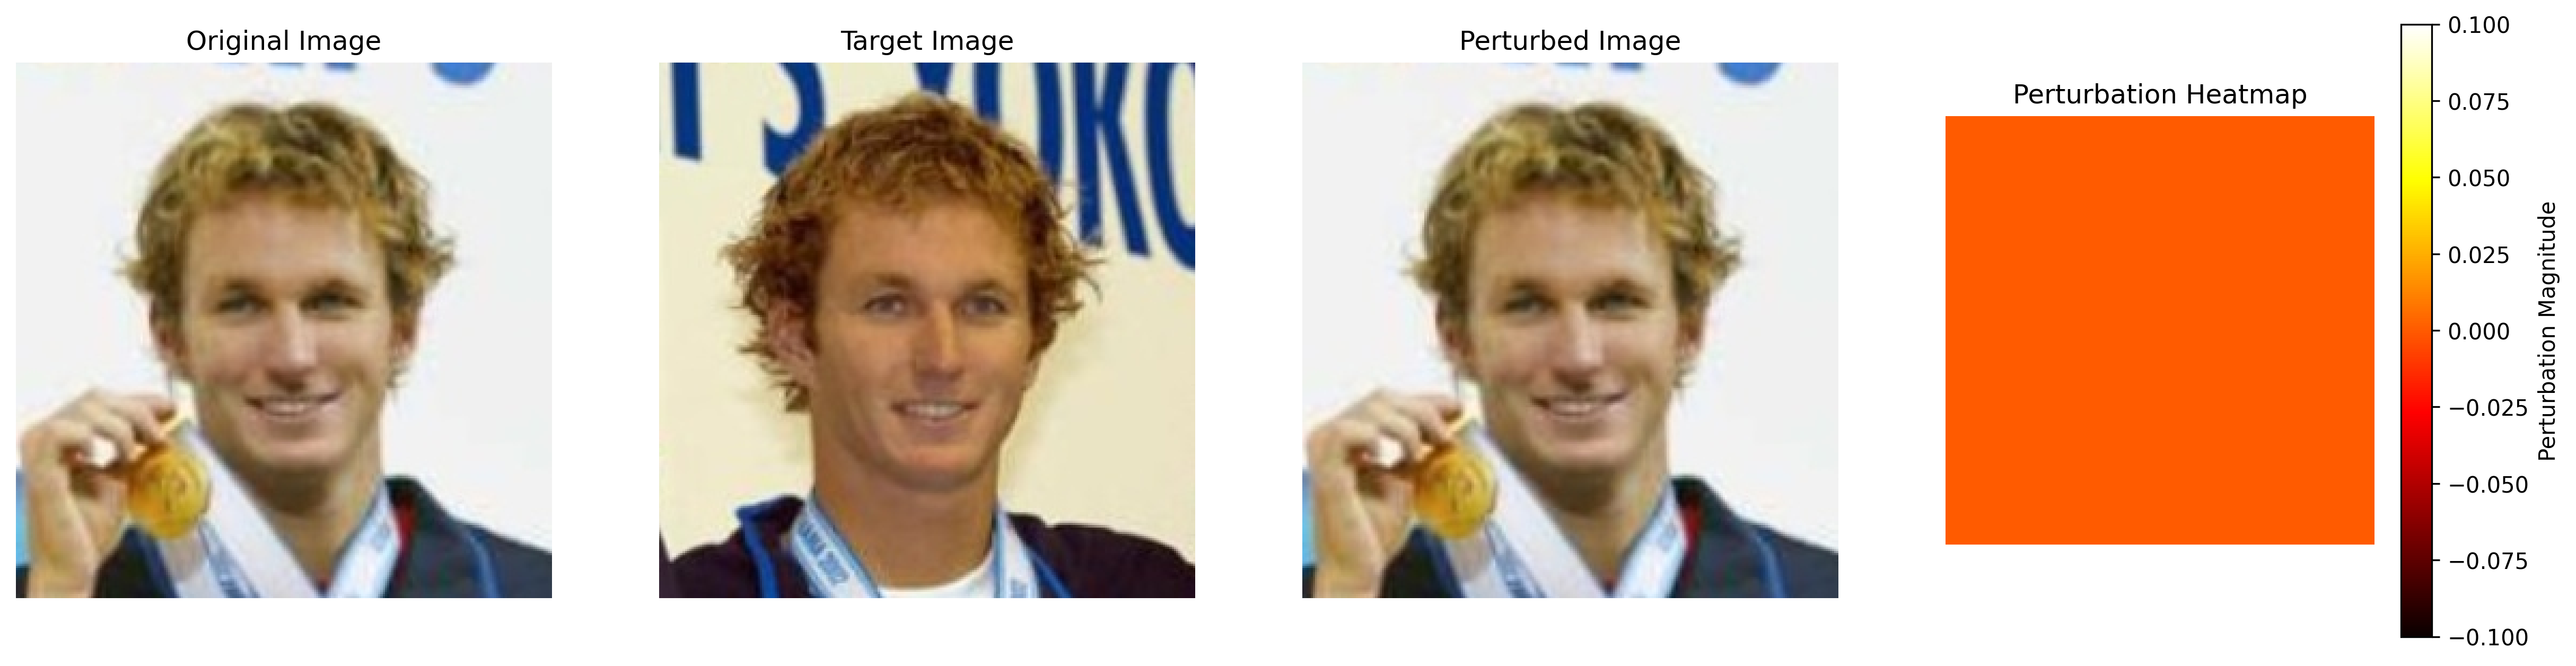 Original Image
Target Image
Perturbed Image
Perturbation Heatmap
0.100
0.075
0.050
0.025
0.000
−0.025
−0.050
−0.075
−0.100
Perturbation Magnitude